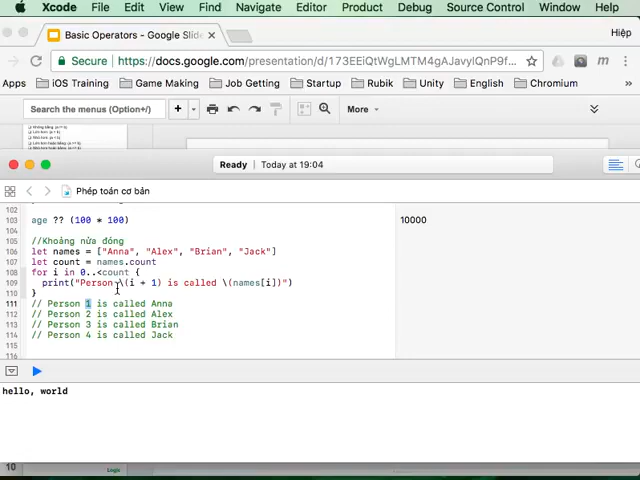 Xcode File Edit View Find Navigate Editor Product Debug Source Control Window Help
Basic Operators - Google Slide Hiệp
Secure https://docs.google.com/presentation/d/173EEiQtWgLMTM4gAJavyIQnP9f...
Apps iOS Training Game Making Job Getting Startup Rubik Unity English Chromium
Search the menus (Option+/) More
Ready Today at 19:04
Phép toán cơ bản
102
103 age ?? (100 * 100) 10000
104
105 //Khoảng nửa đóng
106 let names = ["Anna", "Alex", "Brian", "Jack"]
107 let count = names.count
108 for i in 0..<count {
109 print("Person \(i + 1) is called \(names[i])")
110 }
111 // Person 1 is called Anna
112 // Person 2 is called Alex
113 // Person 3 is called Brian
114 // Person 4 is called Jack
115
116
hello, world
10 Logic